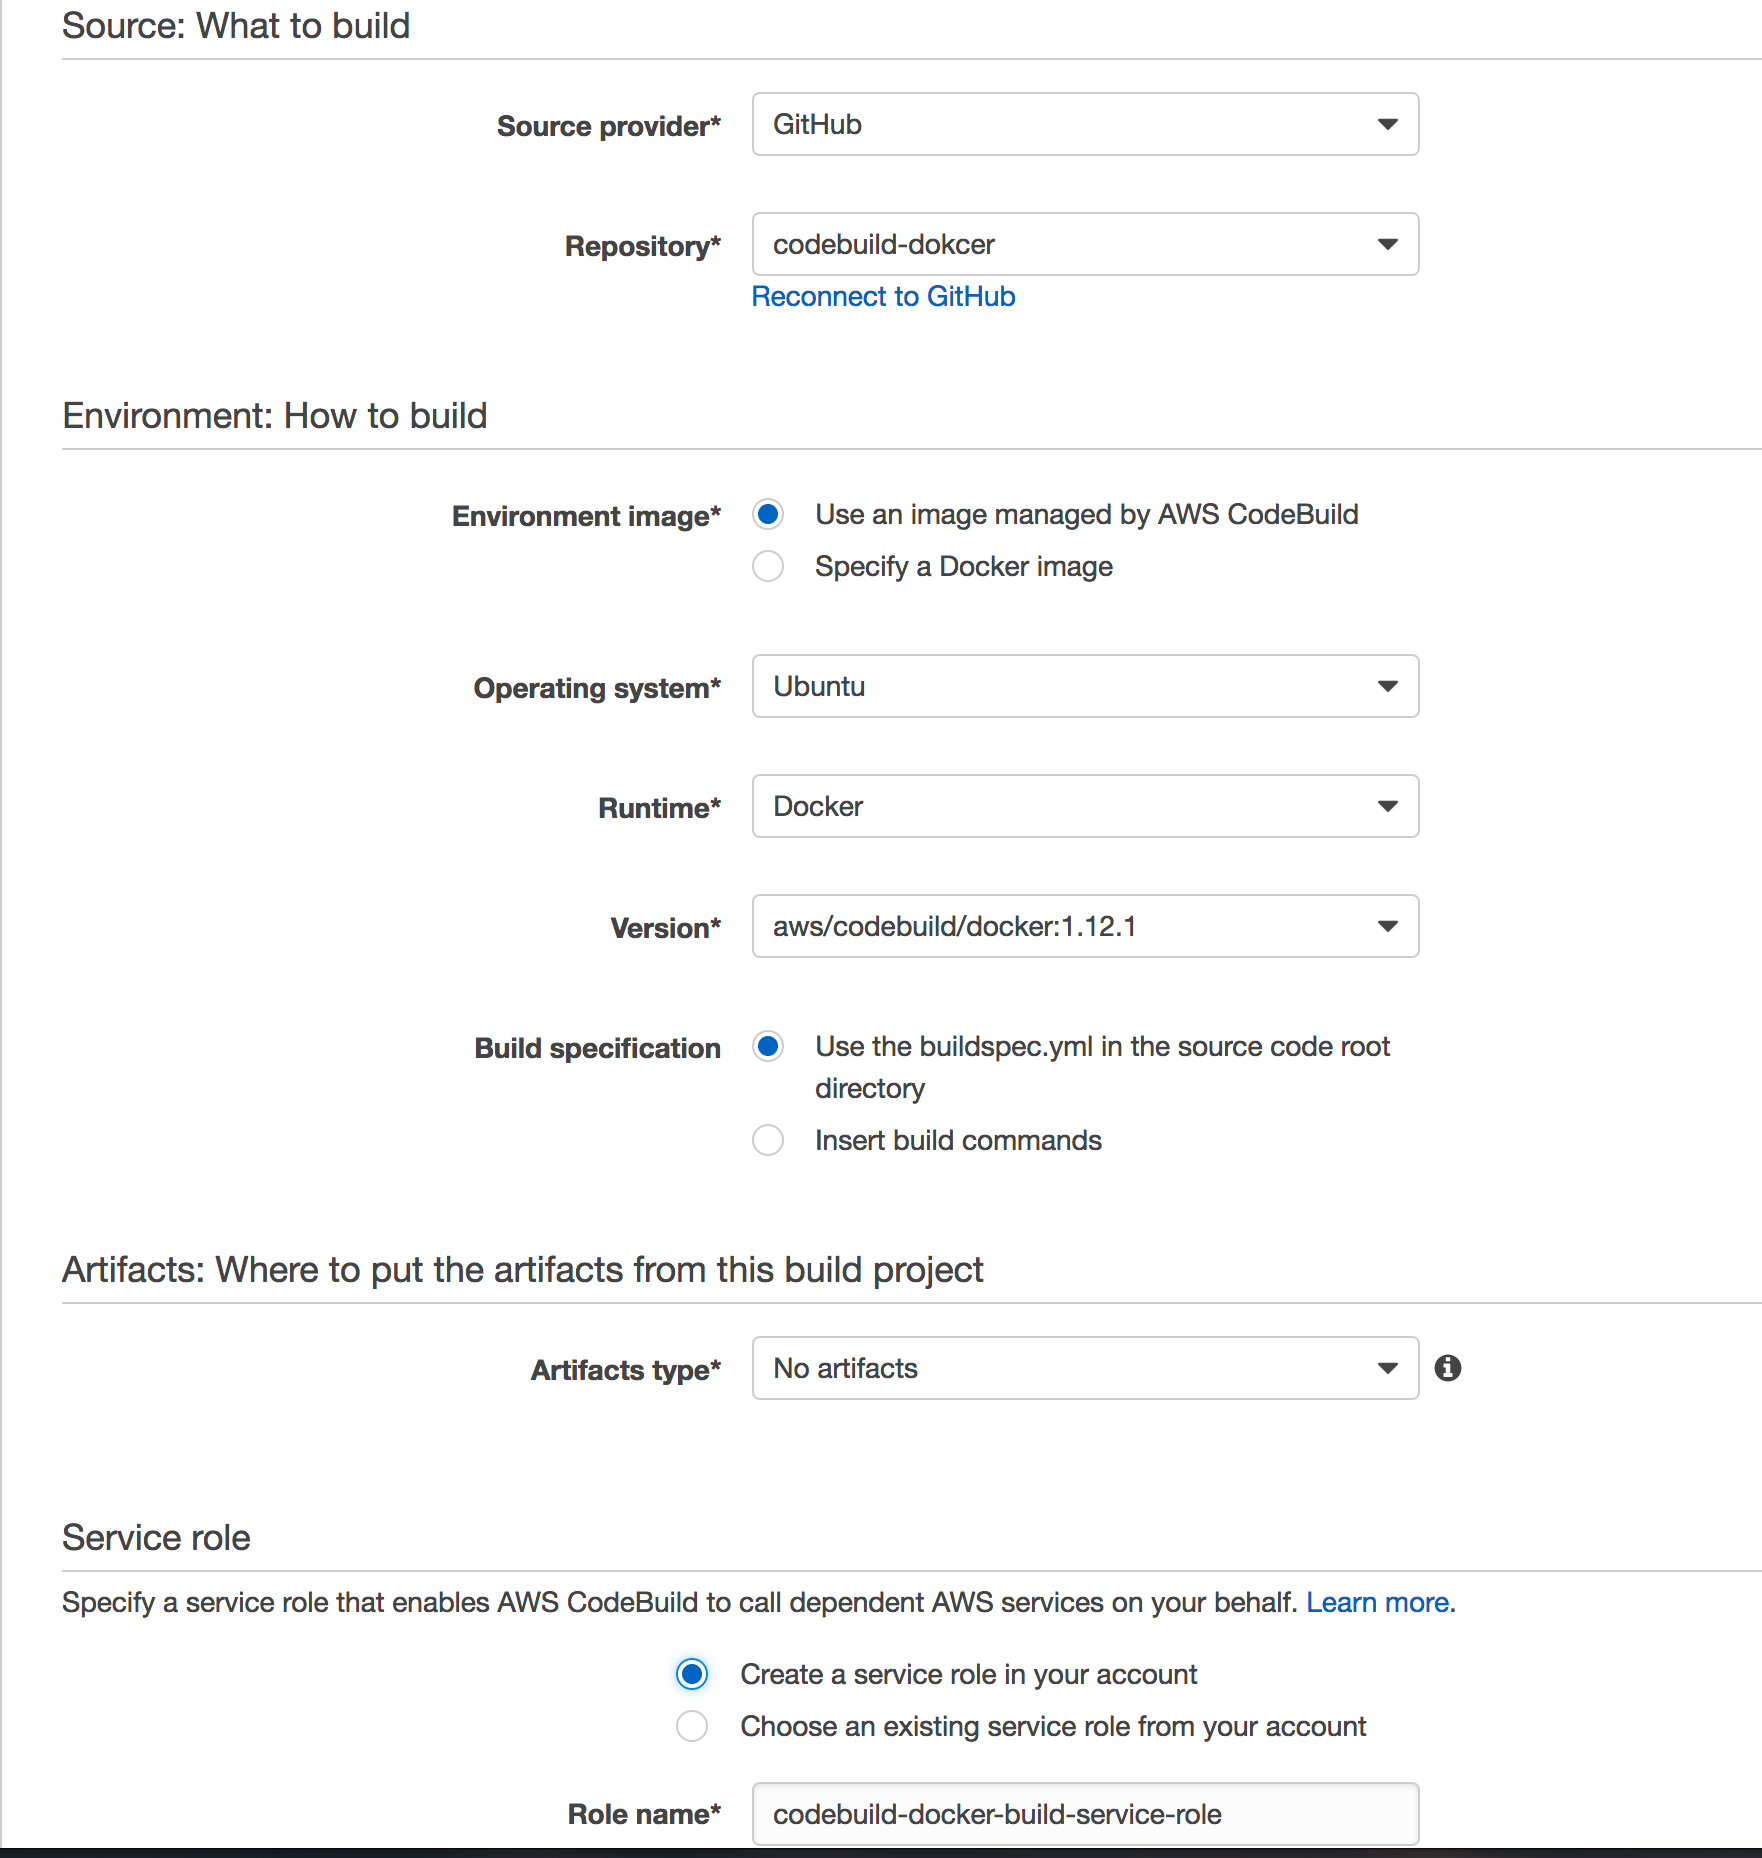 Source: What to build
Source provider* GitHub
Repository* codebuild-dokcer
Reconnect to GitHub
Environment: How to build
Environment image* Use an image managed by AWS CodeBuild
Specify a Docker image
Operating system* Ubuntu
Runtime* Docker
Version* aws/codebuild/docker:1.12.1
Build specification Use the buildspec.yml in the source code root
directory
Insert build commands
Artifacts: Where to put the artifacts from this build project
Artifacts type* No artifacts
Service role
Specify a service role that enables AWS CodeBuild to call dependent AWS services on your behalf. Learn more.
Create a service role in your account
Choose an existing service role from your account
Role name* codebuild-docker-build-service-role